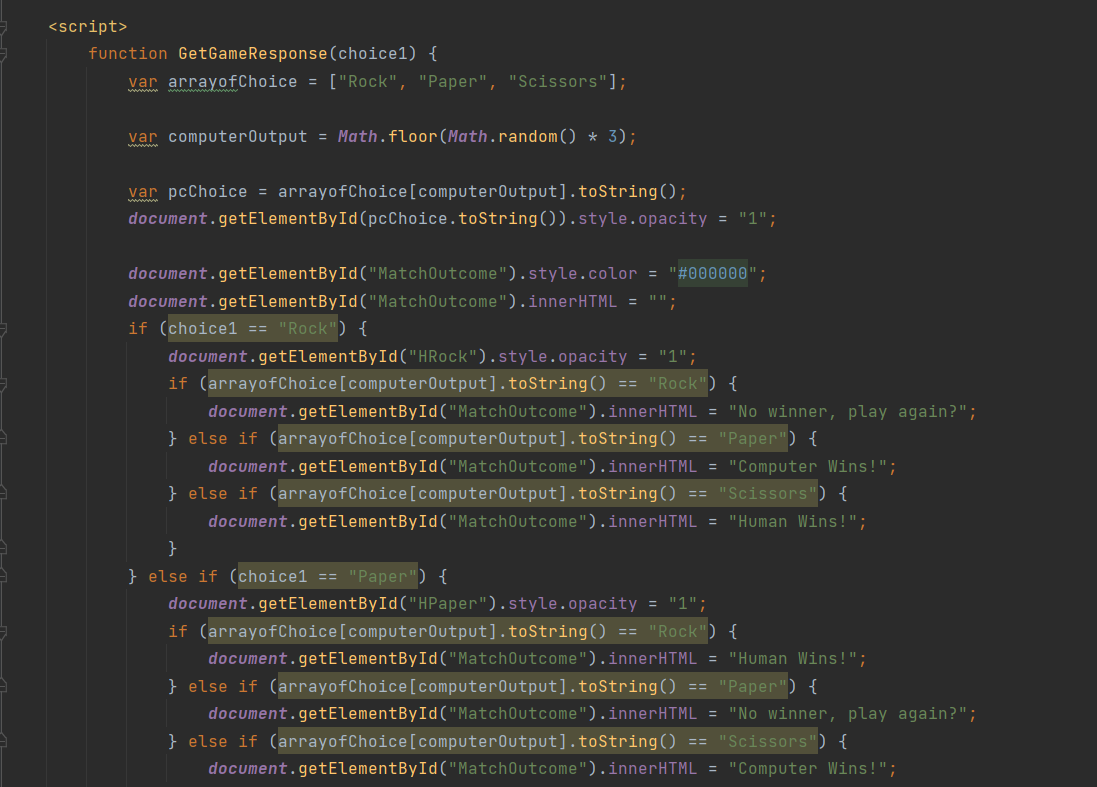 <script>
function GetGameResponse(choice1) {
var arrayofChoice = ["Rock", "Paper", "Scissors"];
var computerOutput = Math.floor(Math.random() * 3);
var pcChoice = arrayofChoice[computerOutput].toString();
document.getElementById(pcChoice.toString()).style.opacity = "1";
document.getElementById("MatchOutcome").style.color = "#000000";
document.getElementById("MatchOutcome").innerHTML = "";
if (choice1 == "Rock") {
document.getElementById("HRock").style.opacity = "1";
if (arrayofChoice[computerOutput].toString() == "Rock") {
document.getElementById("MatchOutcome").innerHTML = "No winner, play again?";
} else if (arrayofChoice[computerOutput].toString() == "Paper") {
document.getElementById("MatchOutcome").innerHTML = "Computer Wins!";
} else if (arrayofChoice[computerOutput].toString() == "Scissors") {
document.getElementById("MatchOutcome").innerHTML = "Human Wins!";
}
} else if (choice1 == "Paper") {
document.getElementById("HPaper").style.opacity = "1";
if (arrayofChoice[computerOutput].toString() == "Rock") {
document.getElementById("MatchOutcome").innerHTML = "Human Wins!";
} else if (arrayofChoice[computerOutput].toString() == "Paper") {
document.getElementById("MatchOutcome").innerHTML = "No winner, play again?";
} else if (arrayofChoice[computerOutput].toString() == "Scissors") {
document.getElementById("MatchOutcome").innerHTML = "Computer Wins!";